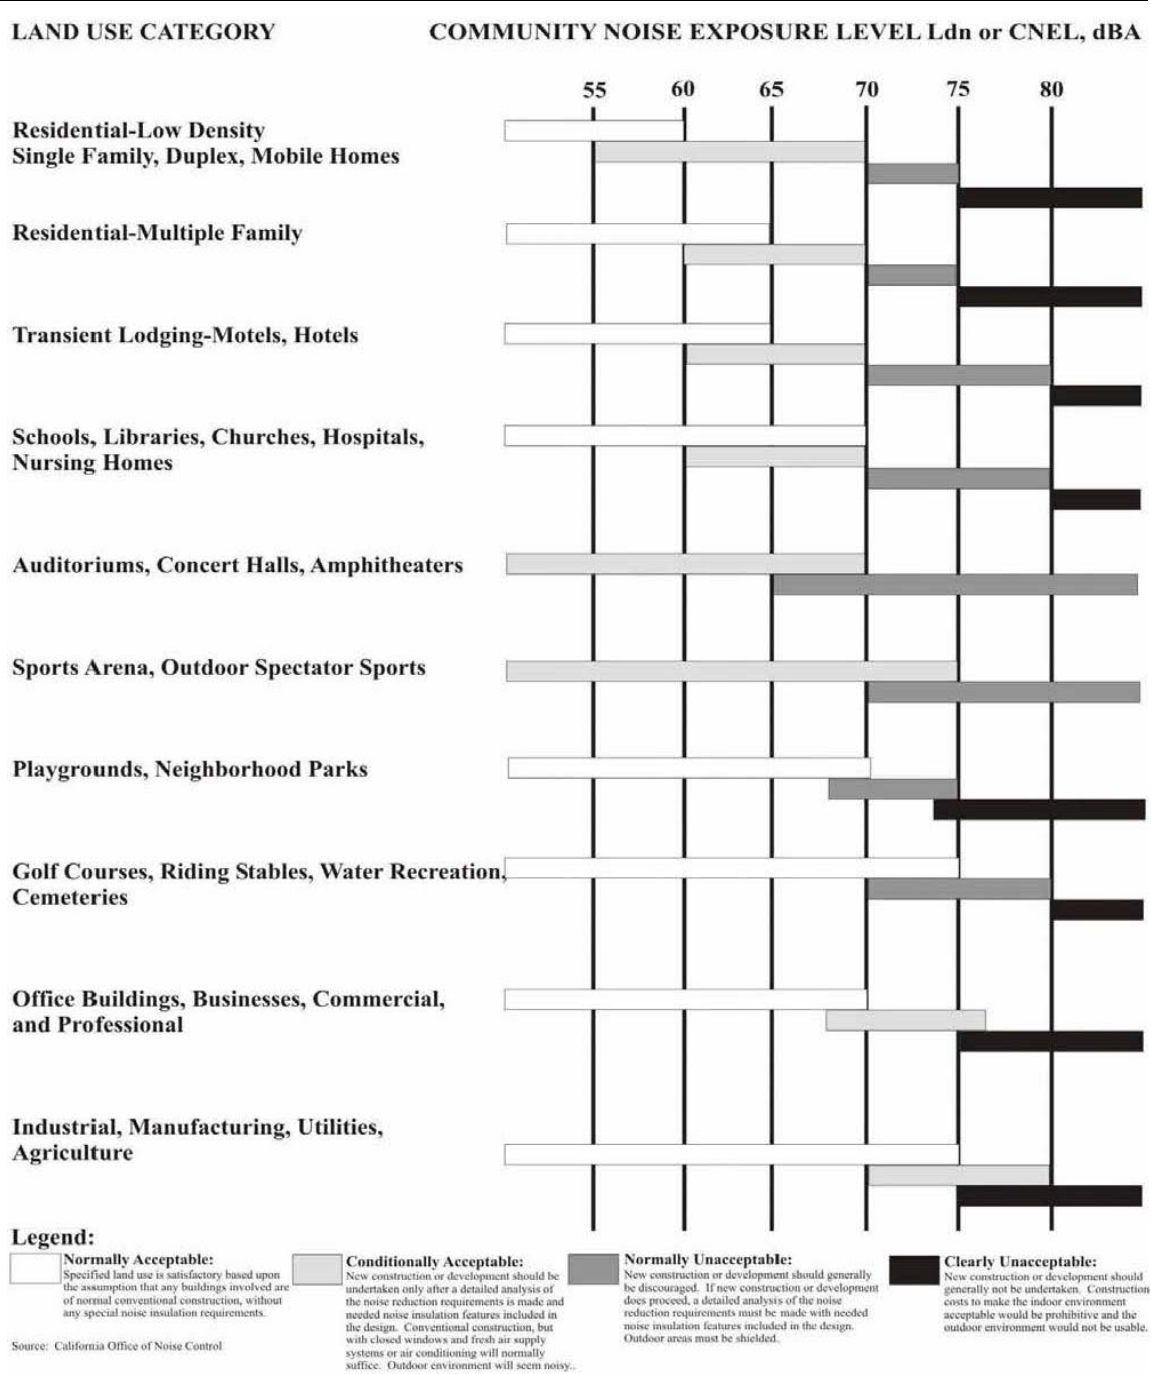 LAND USE CATEGORY
COMMUNITY NOISE EXPOSURE LEVEL Ldn or CNEL, dBA
55 60 65 70 75 80
Residential-Low Density
Single Family, Duplex, Mobile Homes
Residential-Multiple Family
Transient Lodging-Motels, Hotels
Schools, Libraries, Churches, Hospitals,
Nursing Homes
Auditoriums, Concert Halls, Amphitheaters
Sports Arena, Outdoor Spectator Sports
Playgrounds, Neighborhood Parks
Golf Courses, Riding Stables, Water Recreation,
Cemeteries
Office Buildings, Businesses, Commercial,
and Professional
Industrial, Manufacturing, Utilities,
Agriculture
Legend:
Normally Acceptable:
Specified land use is satisfactory based upon
the assumption that any buildings involved are
of normal conventional construction, without
any special noise insulation requirements.
Conditionally Acceptable:
New construction or development should be
undertaken only after a detailed analysis of
the noise reduction requirements is made and
needed noise insulation features included in
the design. Conventional construction, but
with closed windows and fresh air supply
systems or air conditioning will normally
suffice. Outdoor environment will seem noisy..
Normally Unacceptable:
New construction or development should generally
be discouraged. If new construction or development
does proceed, a detailed analysis of the noise
reduction requirements must be made with needed
noise insulation features included in the design.
Outdoor areas must be shielded.
Clearly Unacceptable:
New construction or development should
generally not be undertaken. Construction
costs to make the indoor environment
acceptable would be prohibitive and the
outdoor environment would not be usable.
Source: California Office of Noise Control